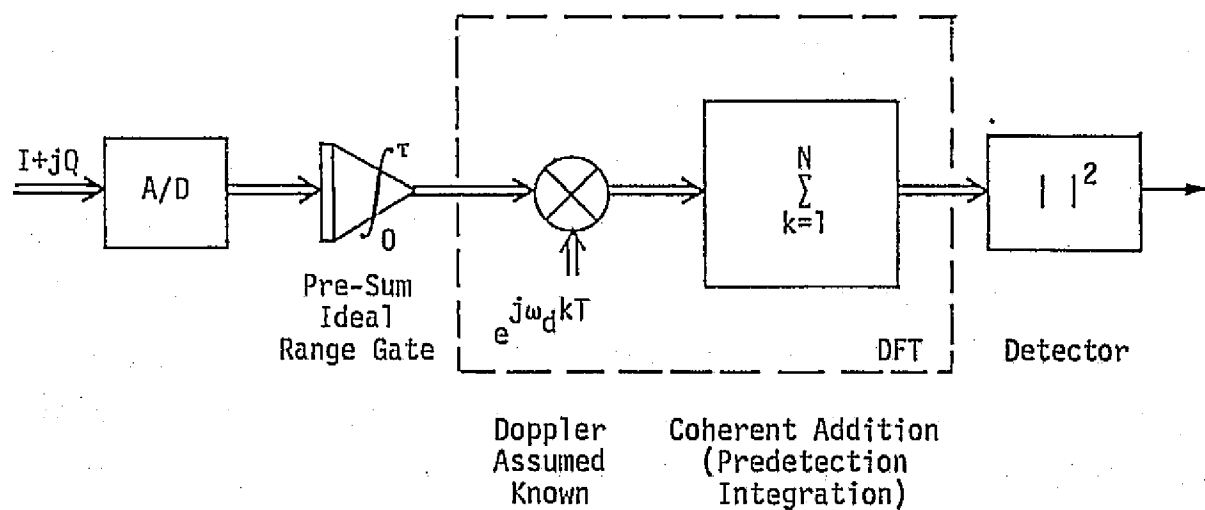 I+jQ
A/D
τ
0
Pre-Sum
Ideal
Range Gate
e^{jω_d kT}
N
Σ
k=1
DFT
| |²
Detector
Doppler
Assumed
Known
Coherent Addition
(Predetection
Integration)